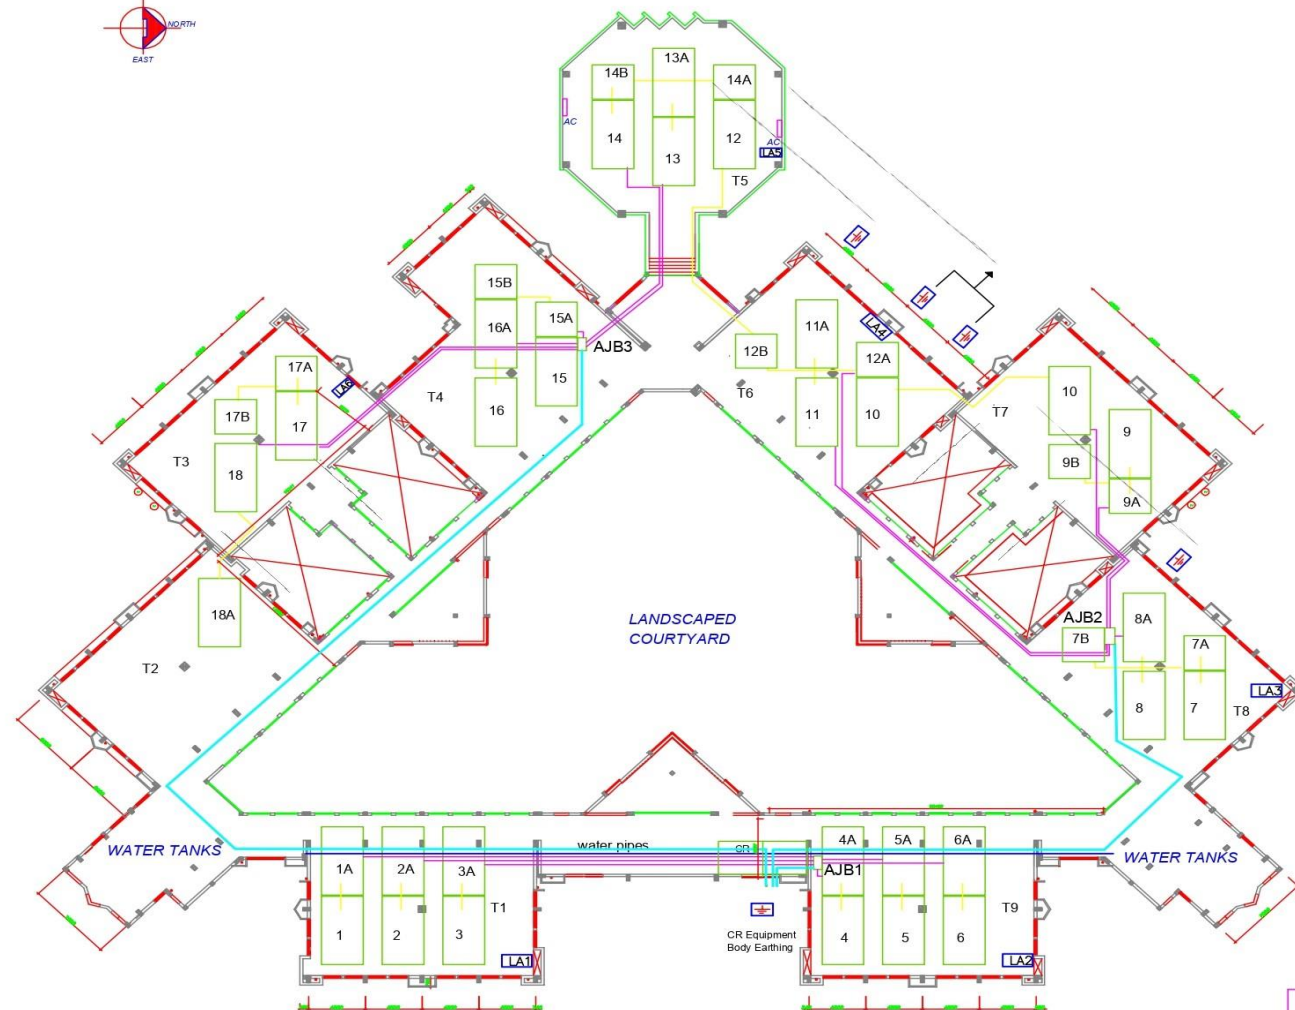 NORTH
EAST
14B
13A
14A
14
13
12
AC
AC
LA5
T5
15B
16A
15A
AJB3
15
16
T4
17A
LA6
17B
17
T3
18
18A
T2
11A
LA4
12B
12A
T6
11
10
T7
10
9
9B
9A
AJB2
7B
8A
7A
8
7
LA3
T8
LANDSCAPED
COURTYARD
WATER TANKS
water pipes
CR
WATER TANKS
1A
2A
3A
4A
5A
6A
AJB1
1
2
3
T1
LA1
CR Equipment
Body Earthing
4
5
6
T9
LA2